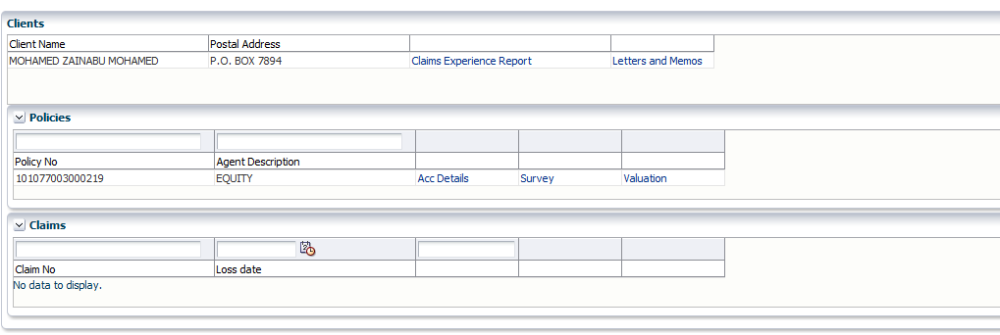 Clients
Client Name Postal Address
MOHAMED ZAINABU MOHAMED P.O. BOX 7894 Claims Experience Report Letters and Memos
Policies
Policy No Agent Description
101077003000219 EQUITY Acc Details Survey Valuation
Claims
Claim No Loss date
No data to display.